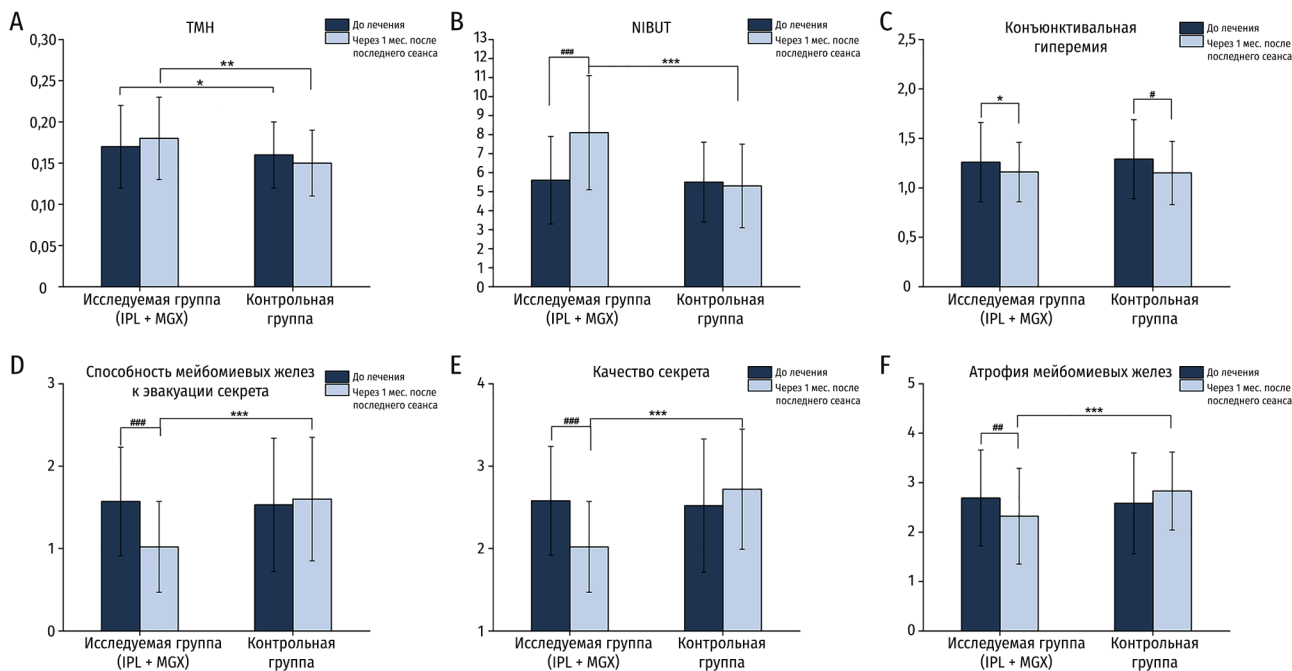 A
TMH
До лечения
Через 1 мес. после
последнего сеанса
0,30
0,25
0,20
0,15
0,10
0,05
0
*
**
Исследуемая группа
(IPL + MGX)
Контрольная
группа
B
NIBUT
До лечения
Через 1 мес. после
последнего сеанса
13
12
11
10
9
8
7
6
5
4
3
2
1
0
###
***
Исследуемая группа
(IPL + MGX)
Контрольная
группа
C
Конъюнктивальная
гиперемия
До лечения
Через 1 мес. после
последнего сеанса
2,5
2,0
1,5
1,0
0,5
0
*
#
Исследуемая группа
(IPL + MGX)
Контрольная
группа
D
Способность мейбомиевых желез
к эвакуации секрета
До лечения
Через 1 мес. после
последнего сеанса
3
2
1
0
###
***
Исследуемая группа
(IPL + MGX)
Контрольная
группа
E
Качество секрета
До лечения
Через 1 мес. после
последнего сеанса
4
3
2
1
###
***
Исследуемая группа
(IPL + MGX)
Контрольная
группа
F
Атрофия мейбомиевых желез
До лечения
Через 1 мес. после
последнего сеанса
5
4
3
2
1
0
##
***
Исследуемая группа
(IPL + MGX)
Контрольная
группа